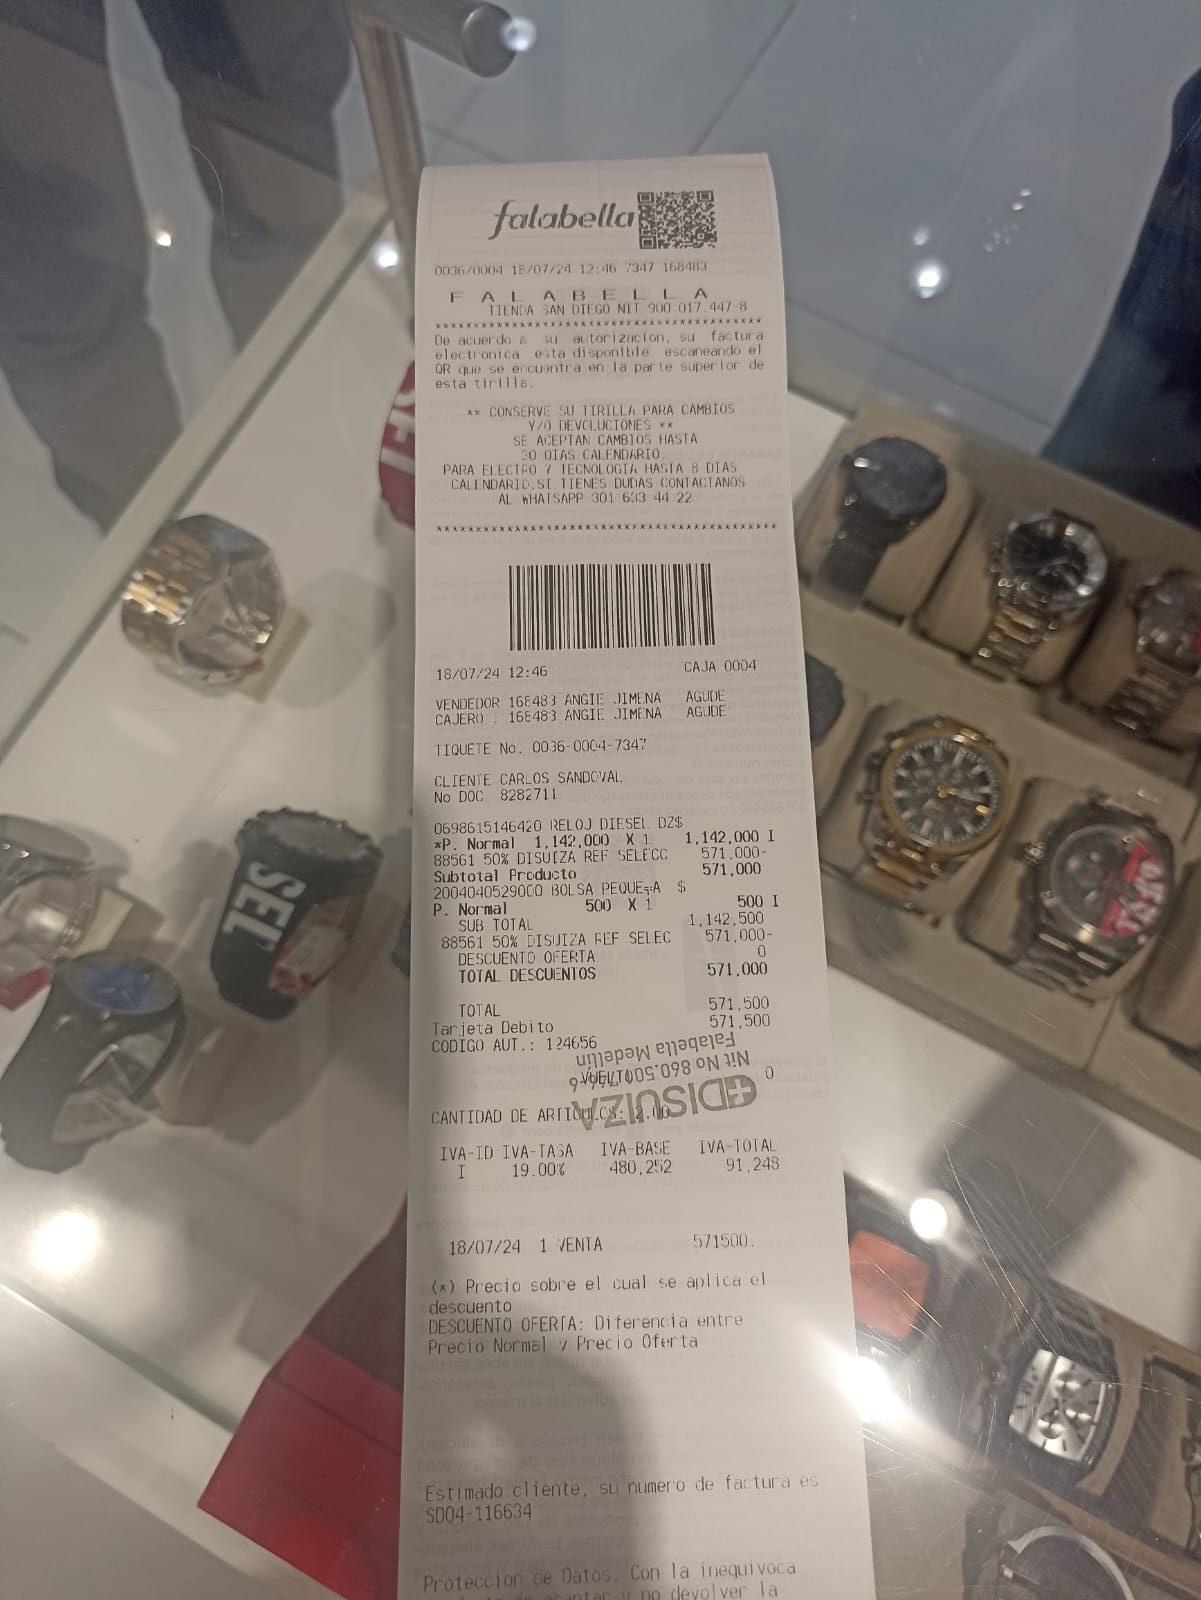 falabella
0036/0004 18/07/24 12:46 7347 168483
F A L A B E L L A
TIENDA SAN DIEGO NIT 900.017.447-8
**********************************************
De acuerdo a su autorizacion, su factura
electronica esta disponible escaneando el
QR que se encuentra en la parte superior de
esta tirilla.
** CONSERVE SU TIRILLA PARA CAMBIOS
Y/O DEVOLUCIONES **
SE ACEPTAN CAMBIOS HASTA
30 DIAS CALENDARIO.
PARA ELECTRO Y TECNOLOGIA HASTA 8 DIAS
CALENDARIO.SI TIENES DUDAS CONTACTANOS
AL WHATSAPP 301 633 44 22
**********************************************
18/07/24 12:46 CAJA 0004
VENDEDOR 168483 ANGIE JIMENA AGUDE
CAJERO : 168483 ANGIE JIMENA AGUDE
TIQUETE No. 0036-0004-7347
CLIENTE CARLOS SANDOVAL
No DOC 8282711
0698615146420 RELOJ DIESEL DZ$
*P. Normal 1,142,000 X 1 1,142,000 I
88561 50% DISUIZA REF SELECC 571,000-
Subtotal Producto 571,000
2004040529000 BOLSA PEQUE¬A $
P. Normal 500 X 1 500 I
SUB TOTAL 1,142,500
88561 50% DISUIZA REF SELEC 571,000-
DESCUENTO OFERTA 0
TOTAL DESCUENTOS 571,000
TOTAL 571,500
Tarjeta Debito 571,500
CODIGO AUT.: 124656
VUELTO 0
CANTIDAD DE ARTICULOS: 2.00
DISUIZA
Nit No 860.500.
Falabella Medellín
IVA-ID IVA-TASA IVA-BASE IVA-TOTAL
I 19.00% 480,252 91,248
18/07/24 1 VENTA 571500.
(*) Precio sobre el cual se aplica el
descuento
DESCUENTO OFERTA: Diferencia entre
Precio Normal y Precio Oferta
Estimado cliente, su numero de factura es
SD04-116634
Proteccion de Datos. Con la inequivoca
aceptar y no devolver la
SEL